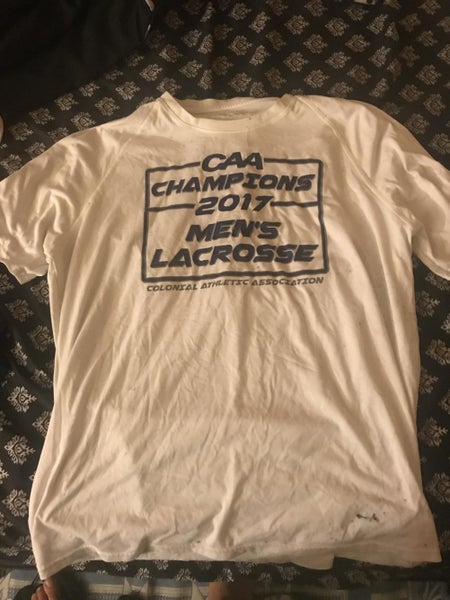 CAA
CHAMPIONS
2017
MEN'S
LACROSSE
COLONIAL ATHLETIC ASSOCIATION